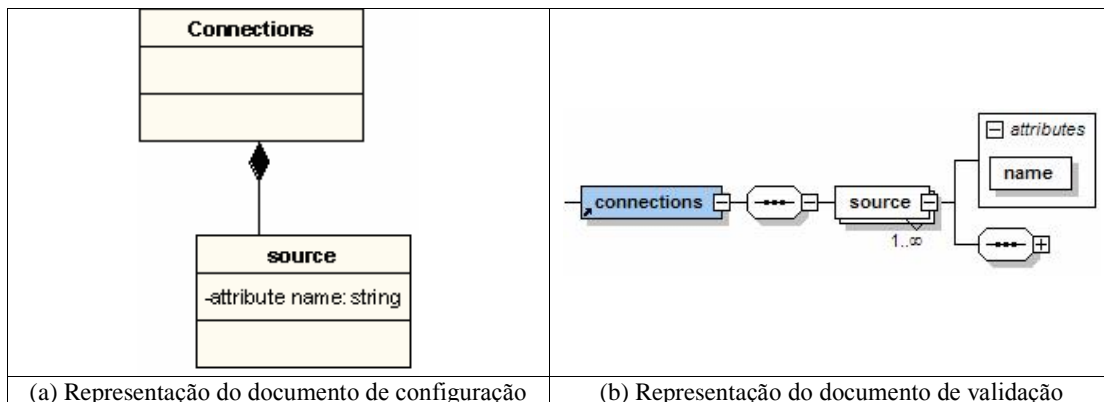 Connections
source
-attribute name: string
connections
source
1..∞
attributes
name
(a) Representação do documento de configuração
(b) Representação do documento de validação